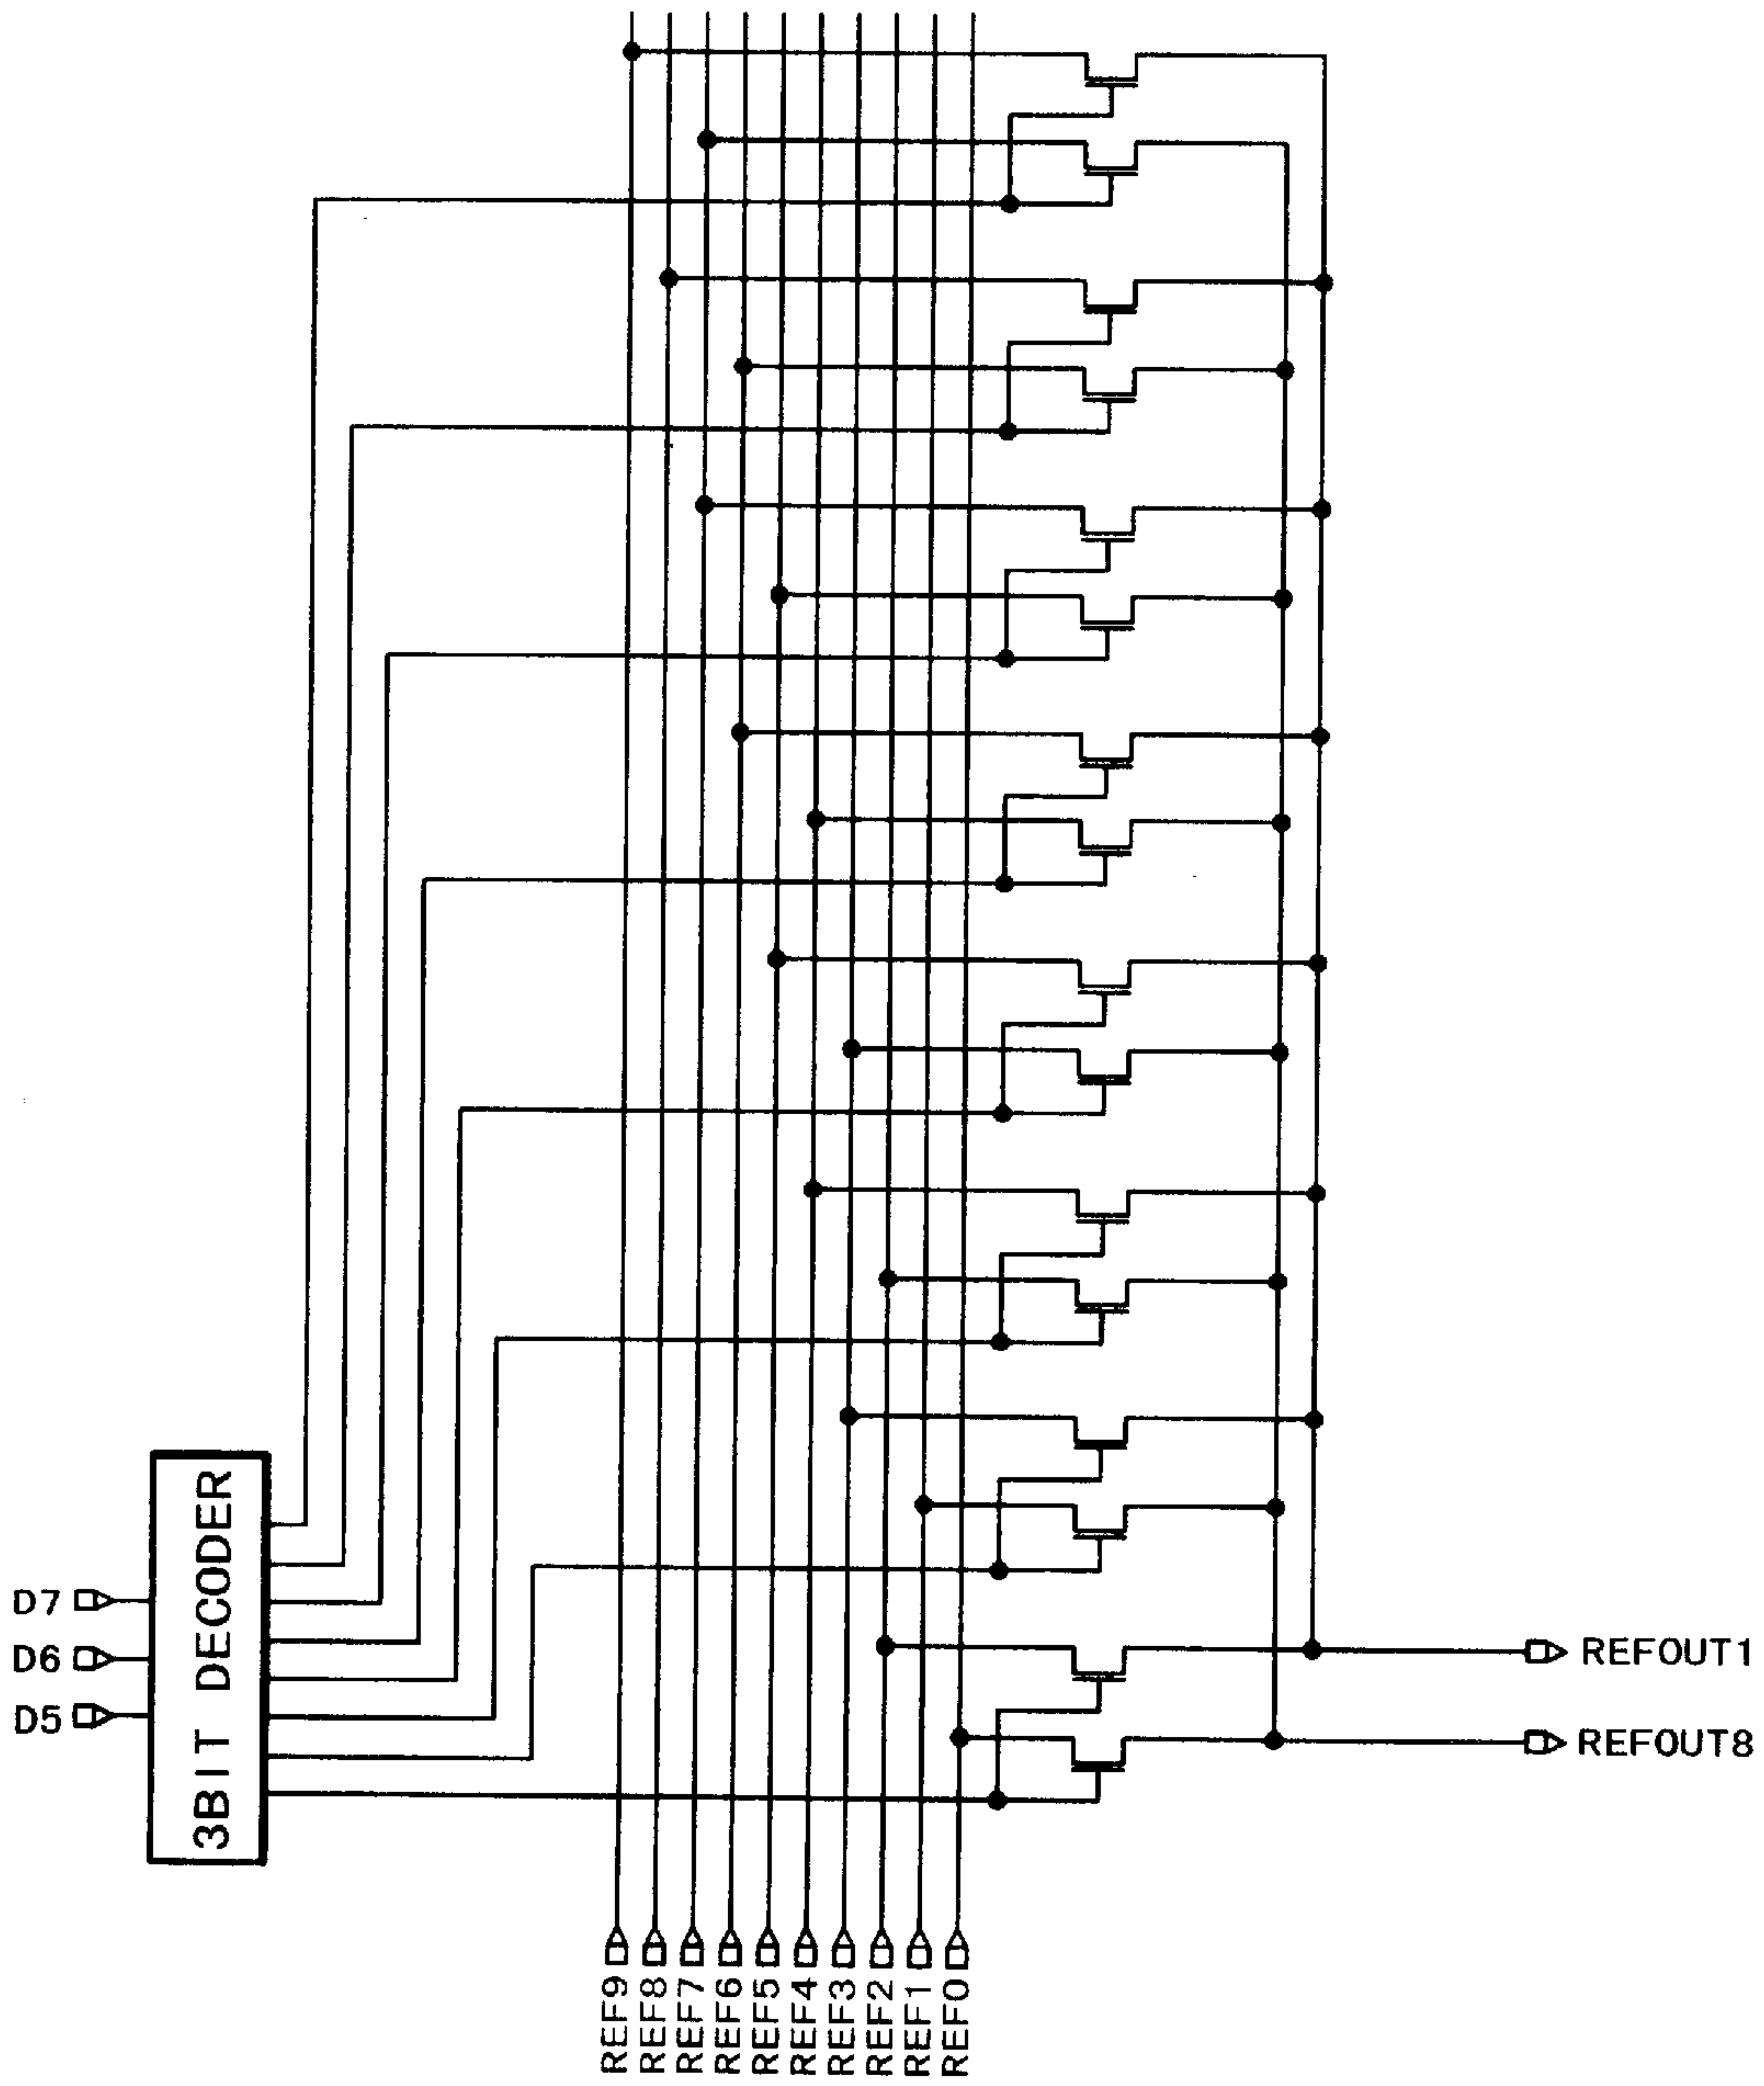 D7
D6
D5
3BIT DECODER
REFOUT1
REFOUT8
REF9
REF8
REF7
REF6
REF5
REF4
REF3
REF2
REF1
REF0